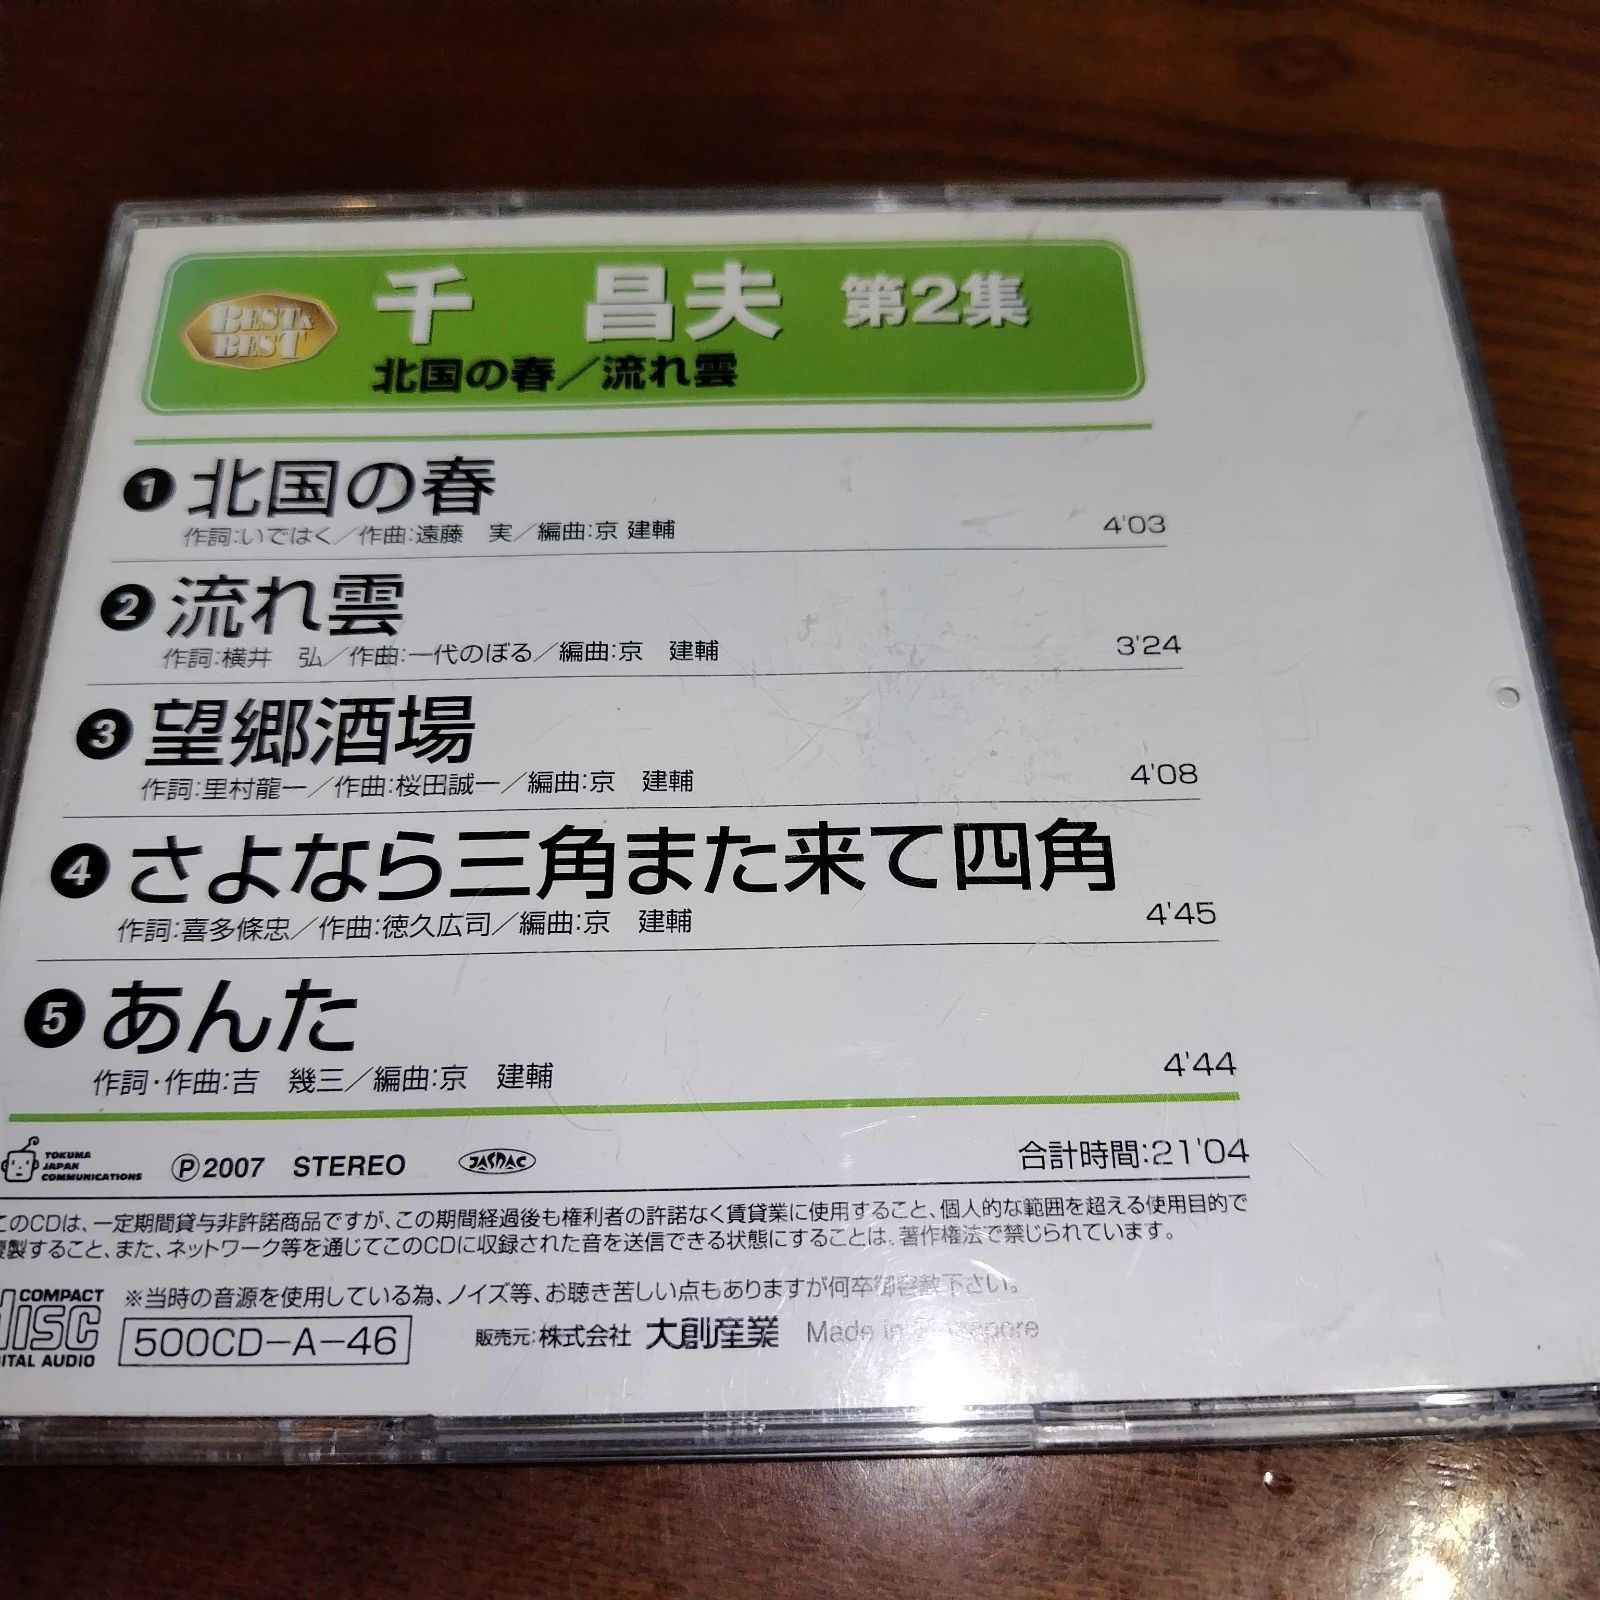 BEST & BEST
千 昌夫 第2集
北国の春／流れ雲
1 北国の春
作詞:いではく／作曲:遠藤 実／編曲:京 建輔 4'03
2 流れ雲
作詞:横井 弘／作曲:一代のぼる／編曲:京 建輔 3'24
3 望郷酒場
作詞:里村龍一／作曲:桜田誠一／編曲:京 建輔 4'08
4 さよなら三角また来て四角
作詞:喜多條忠／作曲:徳久広司／編曲:京 建輔 4'45
5 あんた
作詞・作曲:吉 幾三／編曲:京 建輔 4'44
TOKUMA JAPAN COMMUNICATIONS Ⓟ2007 STEREO JASRAC 合計時間:21'04
このCDは、一定期間貸与非許諾商品ですが、この期間経過後も権利者の許諾なく賃貸業に使用すること、個人的な範囲を超える使用目的で
複製すること、また、ネットワーク等を通じてこのCDに収録された音を送信できる状態にすることは、著作権法で禁じられています。
COMPACT disc DIGITAL AUDIO
※当時の音源を使用している為、ノイズ等、お聴き苦しい点もありますが何卒御容赦下さい。
500CD-A-46 販売元:株式会社 大創産業 Made in Singapore